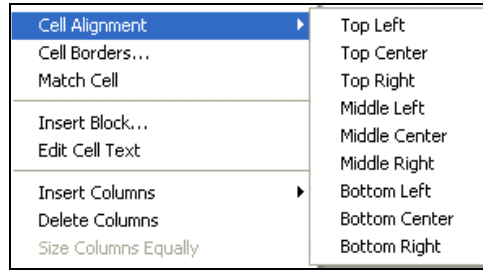 Cell Alignment
Cell Borders...
Match Cell
Insert Block...
Edit Cell Text
Insert Columns
Delete Columns
Size Columns Equally
Top Left
Top Center
Top Right
Middle Left
Middle Center
Middle Right
Bottom Left
Bottom Center
Bottom Right